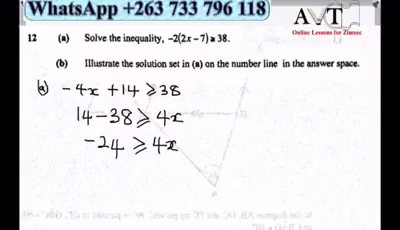 WhatsApp +263 733 796 118
AVT
Online Lessons for Zimsec
12 (a) Solve the inequality, -2(2x - 7) ≥ 38.
(b) Illustrate the solution set in (a) on the number line in the answer space.
(a) -4x + 14 ≥ 38
14 - 38 ≥ 4x
-24 ≥ 4x